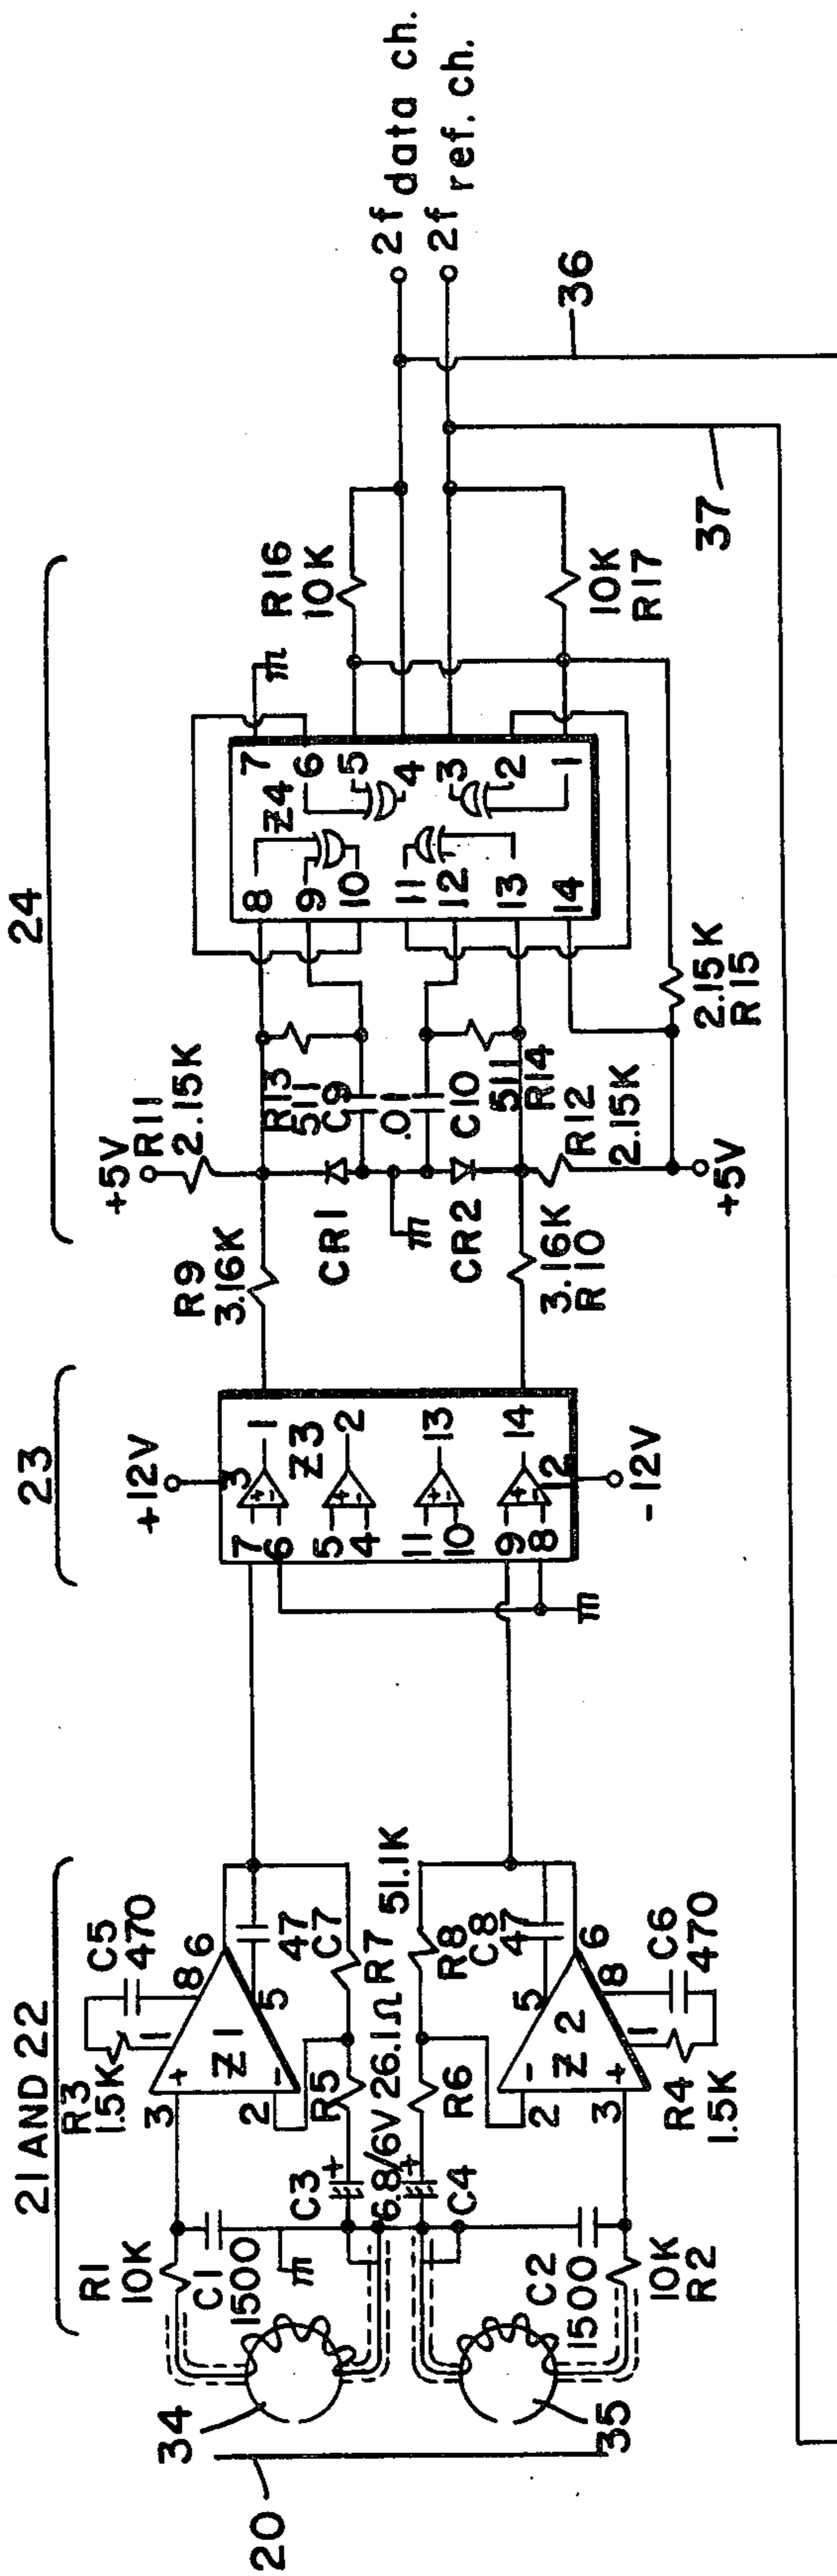 21 AND 22
23
24
20
34
35
R1
10K
C1
1500
C2
1500
10K
R2
R3
1.5K
C5
470
3
+
1
8
6
Z1
2
-
5
47
C7
C3
+
R5
6.8/6V
26.1Ω
R7
+
C4
R6
51.1K
R8
C8
47
5
2
-
Z2
3
+
1
8
6
R4
1.5K
C6
470
+12V
3
7
6
1
Z3
5
4
2
11
10
13
9
8
14
12
-12V
R9
3.16K
3.16K
R10
+5V
R11
2.15K
CR1
CR2
R13
511
C9
.01
C10
511
R14
R12
2.15K
+5V
2.15K
R15
8
9
10
11
12
13
14
Z4
7
6
5
4
3
2
1
R16
10K
10K
R17
2f data ch.
2f ref. ch.
36
37